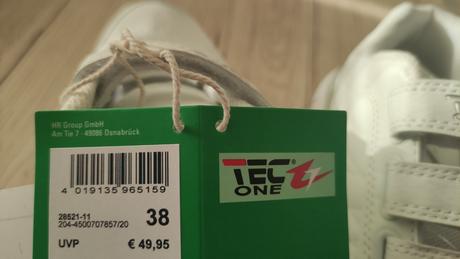 HR Group GmbH
Am Tie 7 · 49086 Osnabrück
4 019135 965159
28521-11
204-4500707857/20
38
UVP
€ 49,95
TEC®
ONE